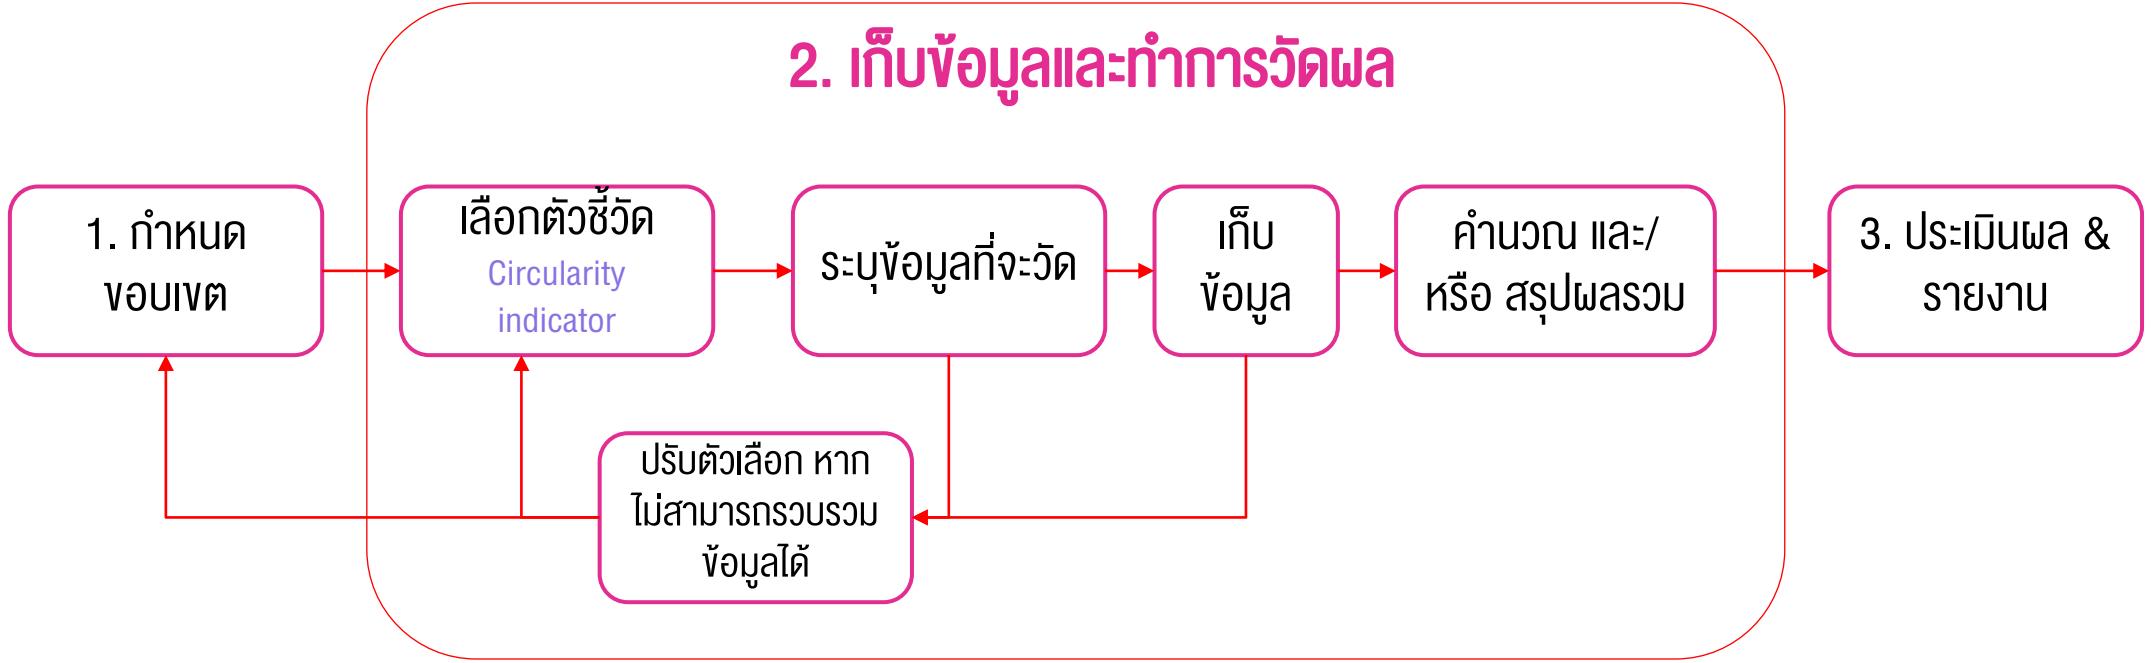 2. เก็บข้อมูลและทำการวัดผล
1. กำหนด
ขอบเขต
เลือกตัวชี้วัด
Circularity
indicator
ระบุข้อมูลที่จะวัด
เก็บ
ข้อมูล
คำนวณ และ/
หรือ สรุปผลรวม
3. ประเมินผล &
รายงาน
ปรับตัวเลือก หาก
ไม่สามารถรวบรวม
ข้อมูลได้